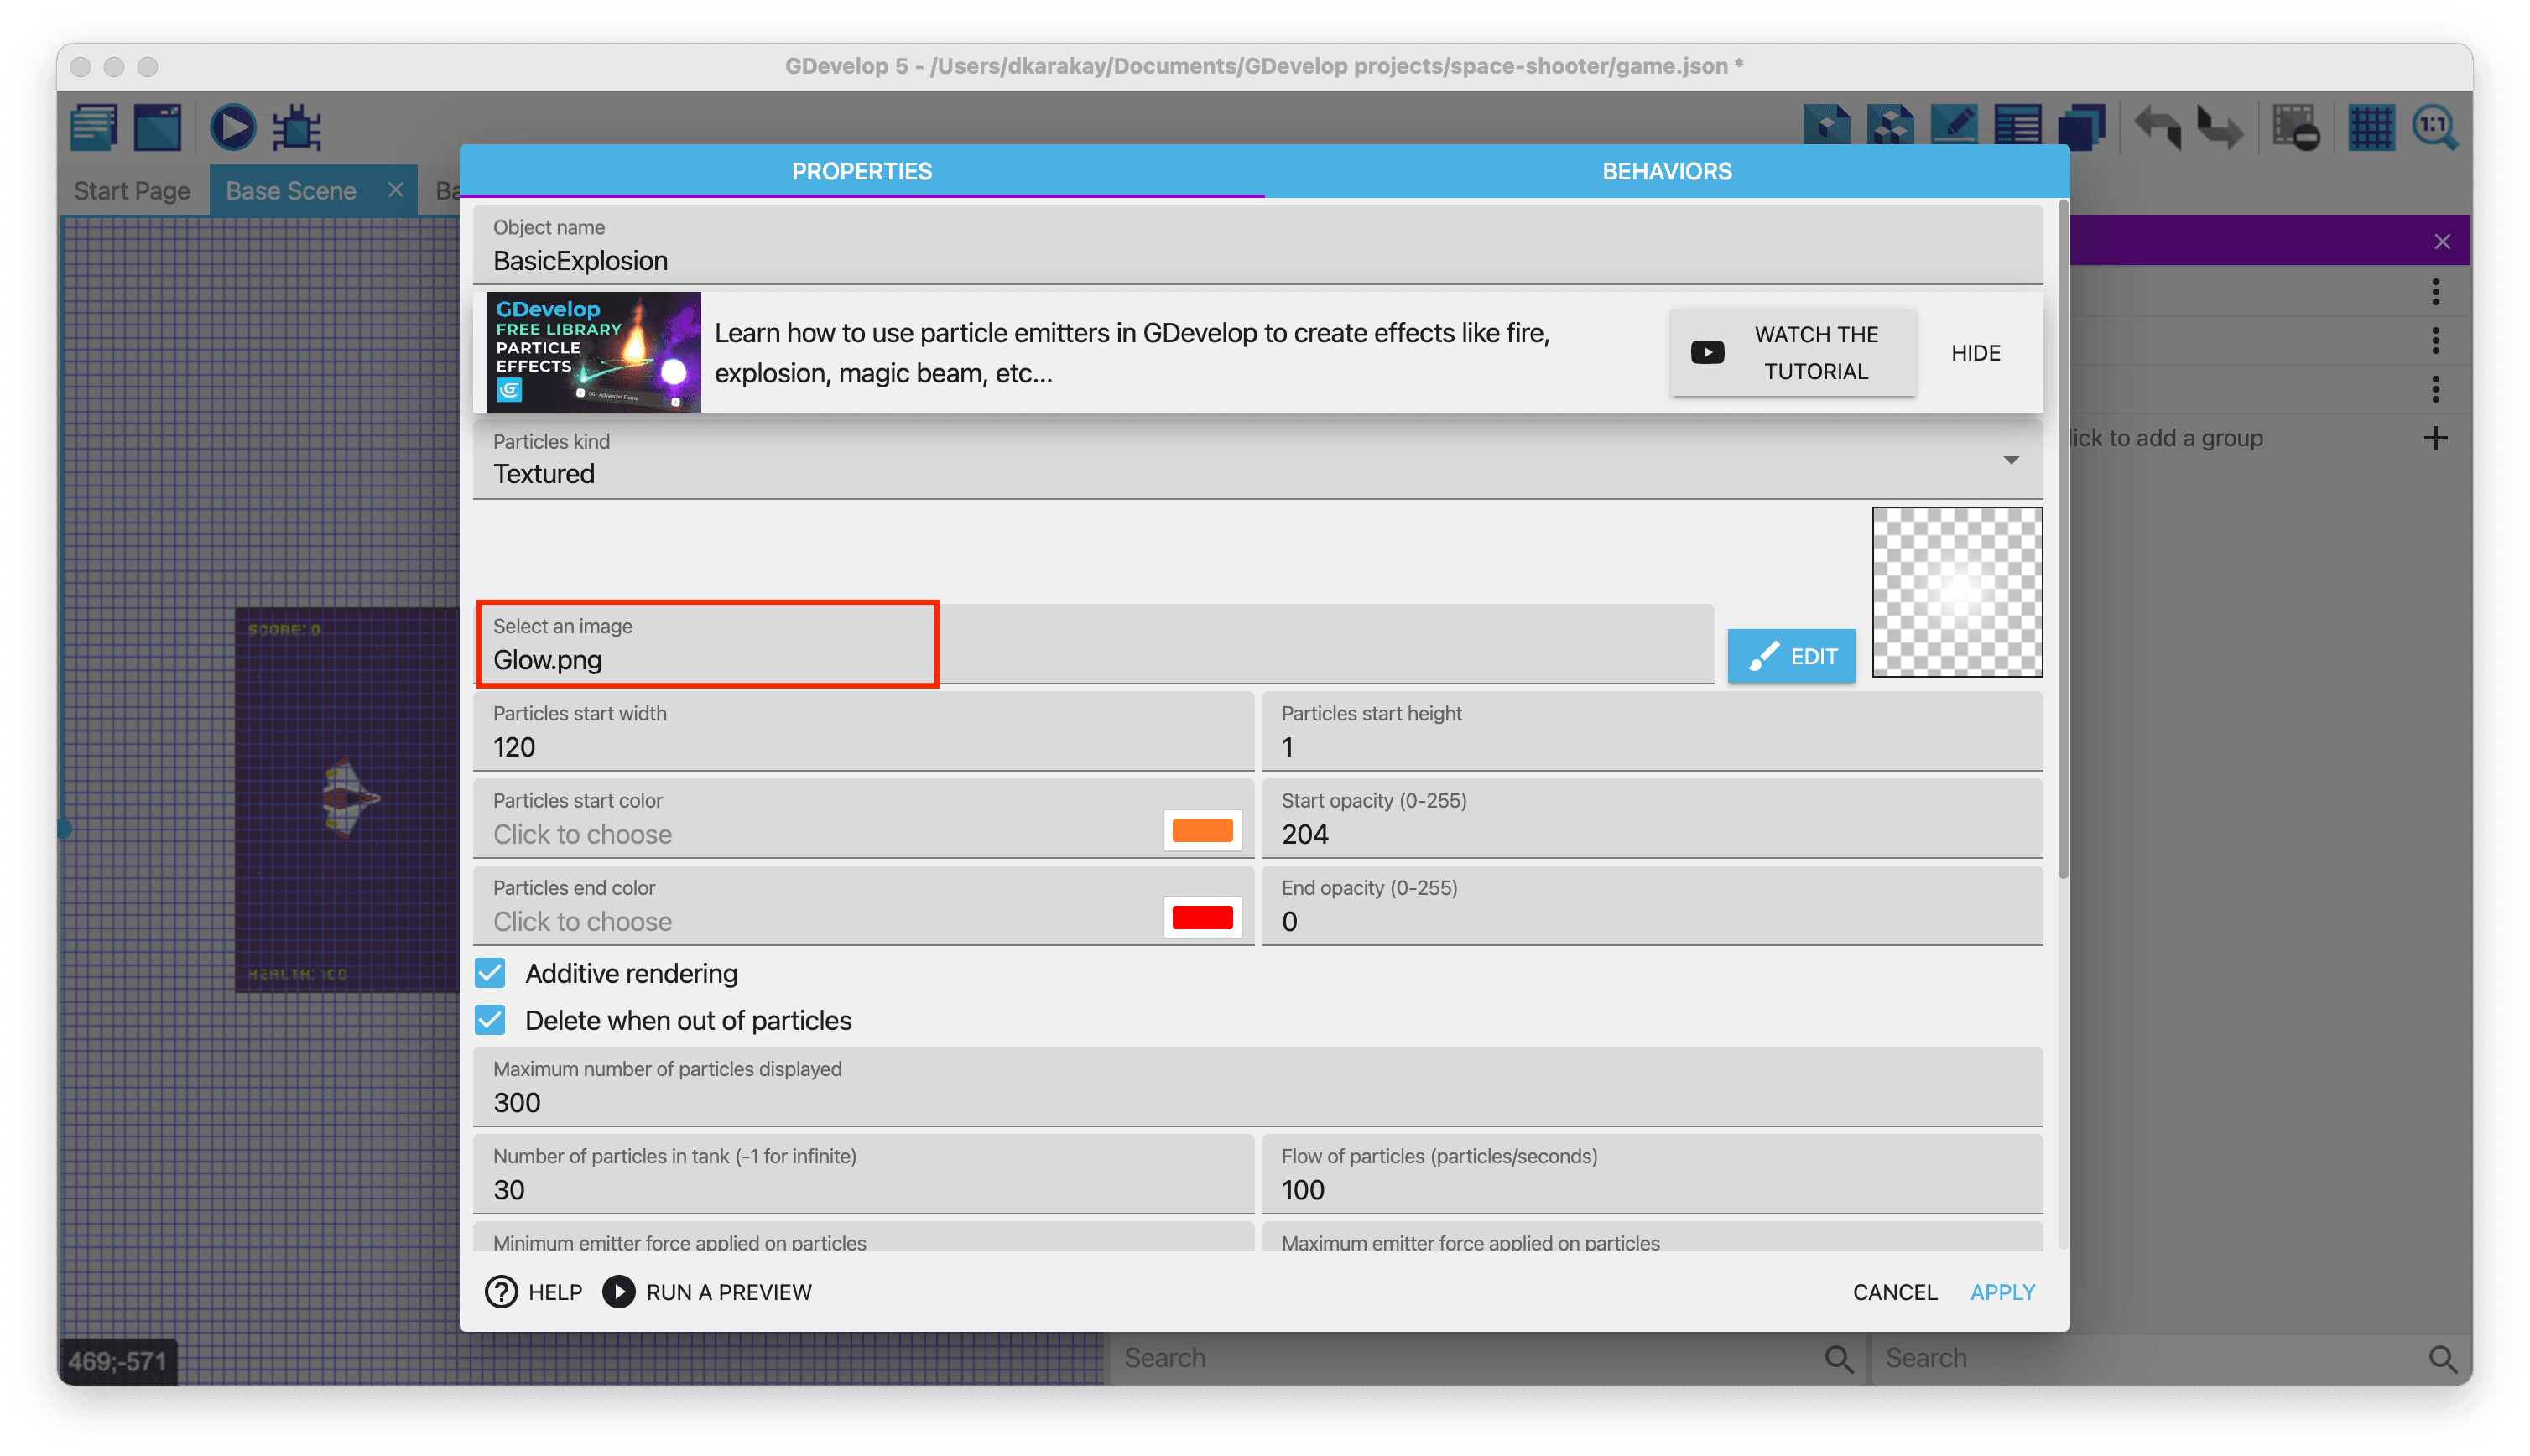 GDevelop 5 - /Users/dkarakay/Documents/GDevelop projects/space-shooter/game.json *
1:1
Start Page
Base Scene
Ba
PROPERTIES
BEHAVIORS
Object name
BasicExplosion
GDevelop
FREE LIBRARY
PARTICLE
EFFECTS
06 - Advanced Flame
Learn how to use particle emitters in GDevelop to create effects like fire,
explosion, magic beam, etc...
WATCH THE
TUTORIAL
HIDE
Particles kind
Textured
ick to add a group
SCORE: 0
Select an image
Glow.png
EDIT
Particles start width
120
Particles start height
1
Particles start color
Click to choose
Start opacity (0-255)
204
Particles end color
Click to choose
End opacity (0-255)
0
HEALTH: 100
Additive rendering
Delete when out of particles
Maximum number of particles displayed
300
Number of particles in tank (-1 for infinite)
30
Flow of particles (particles/seconds)
100
Minimum emitter force applied on particles
Maximum emitter force applied on particles
HELP
RUN A PREVIEW
CANCEL
APPLY
469;-571
Search
Search